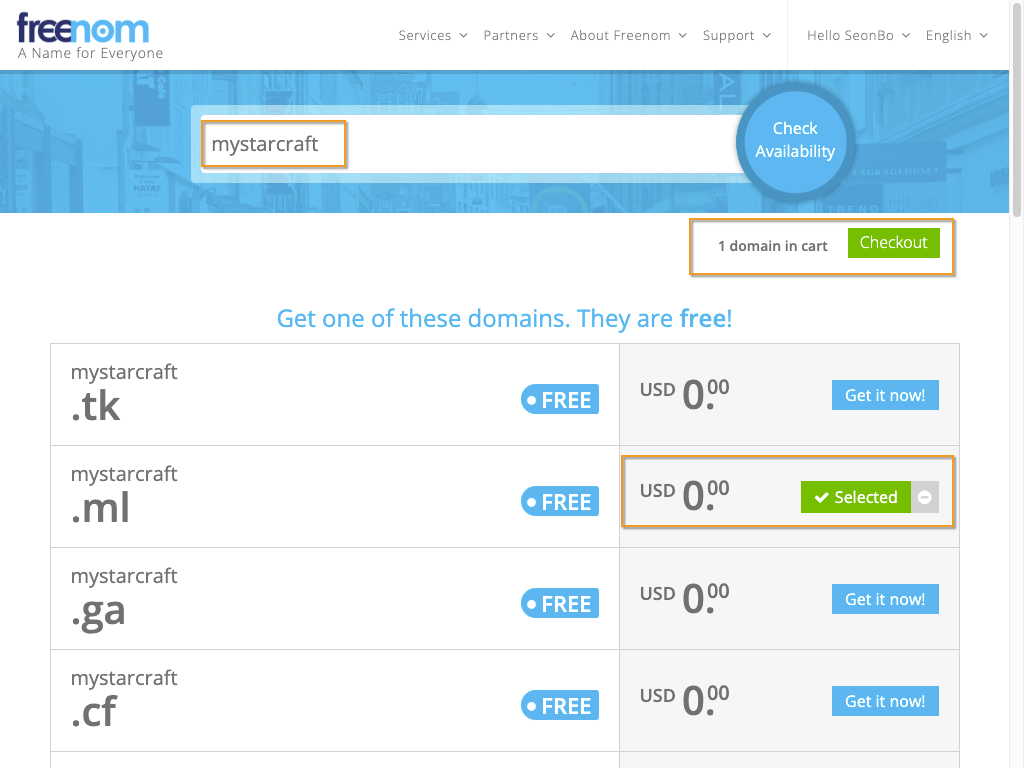 freenom
A Name for Everyone
Services
Partners
About Freenom
Support
Hello SeonBo
English
mystarcraft
Check
Availability
1 domain in cart
Checkout
Get one of these domains. They are free!
mystarcraft
.tk
FREE
USD 0.00
Get it now!
mystarcraft
.ml
FREE
USD 0.00
Selected
mystarcraft
.ga
FREE
USD 0.00
Get it now!
mystarcraft
.cf
FREE
USD 0.00
Get it now!